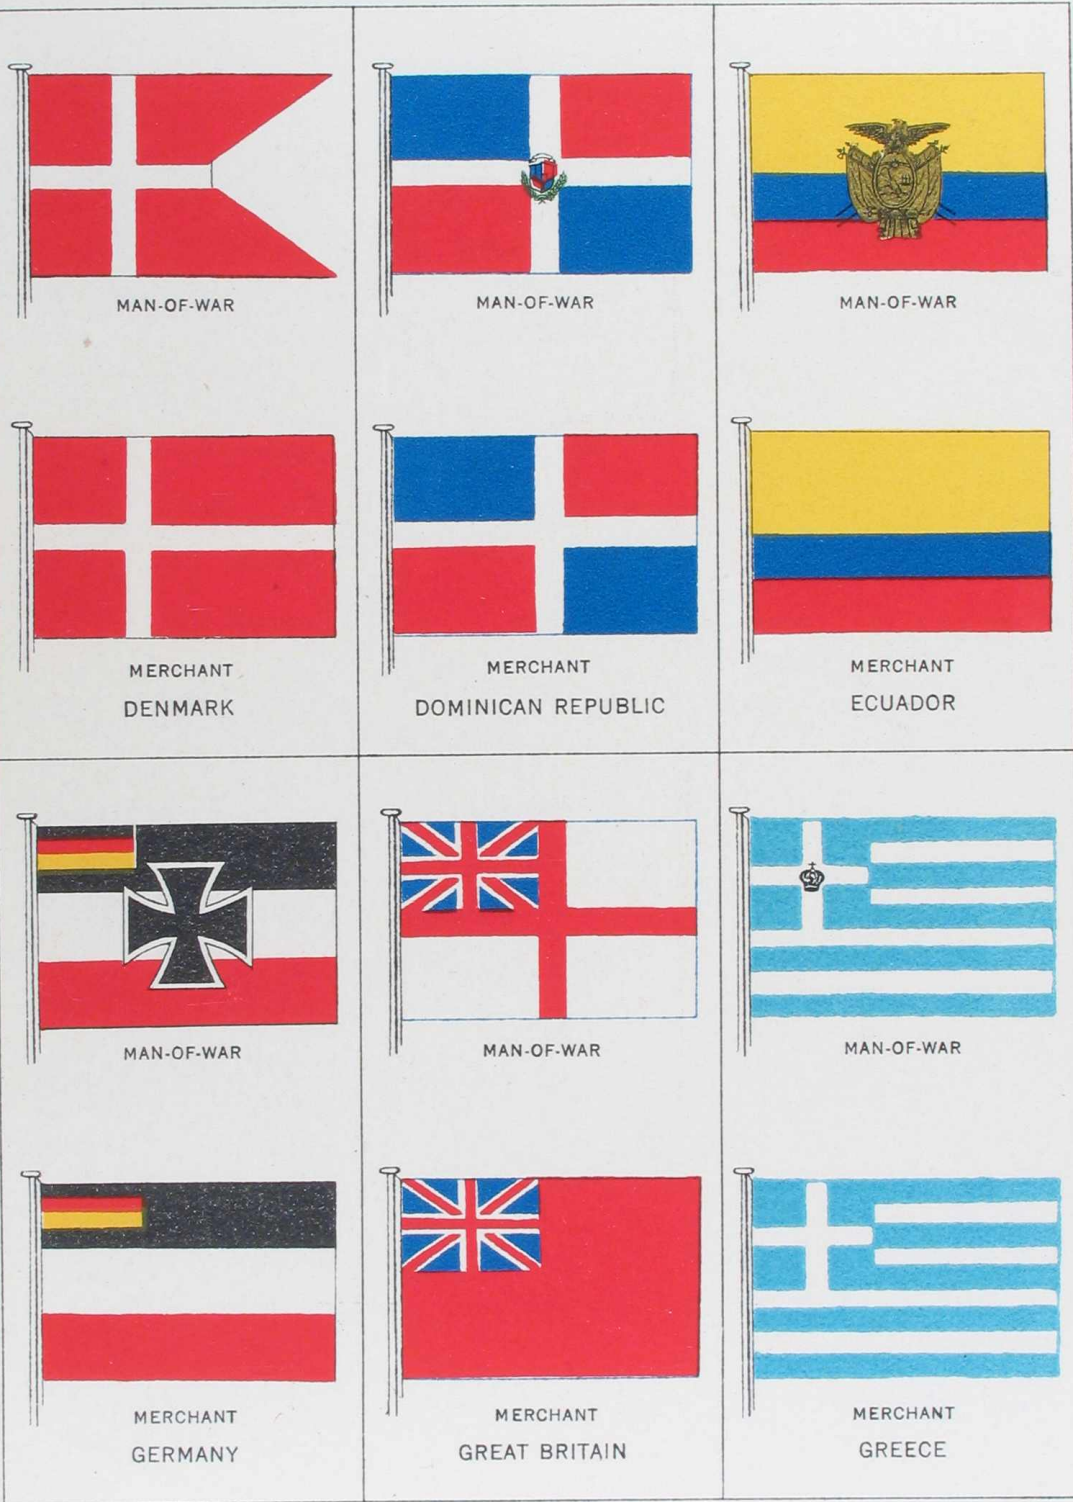 MAN-OF-WAR
MERCHANT
DENMARK
MAN-OF-WAR
MERCHANT
DOMINICAN REPUBLIC
MAN-OF-WAR
MERCHANT
ECUADOR
MAN-OF-WAR
MERCHANT
GERMANY
MAN-OF-WAR
MERCHANT
GREAT BRITAIN
MAN-OF-WAR
MERCHANT
GREECE